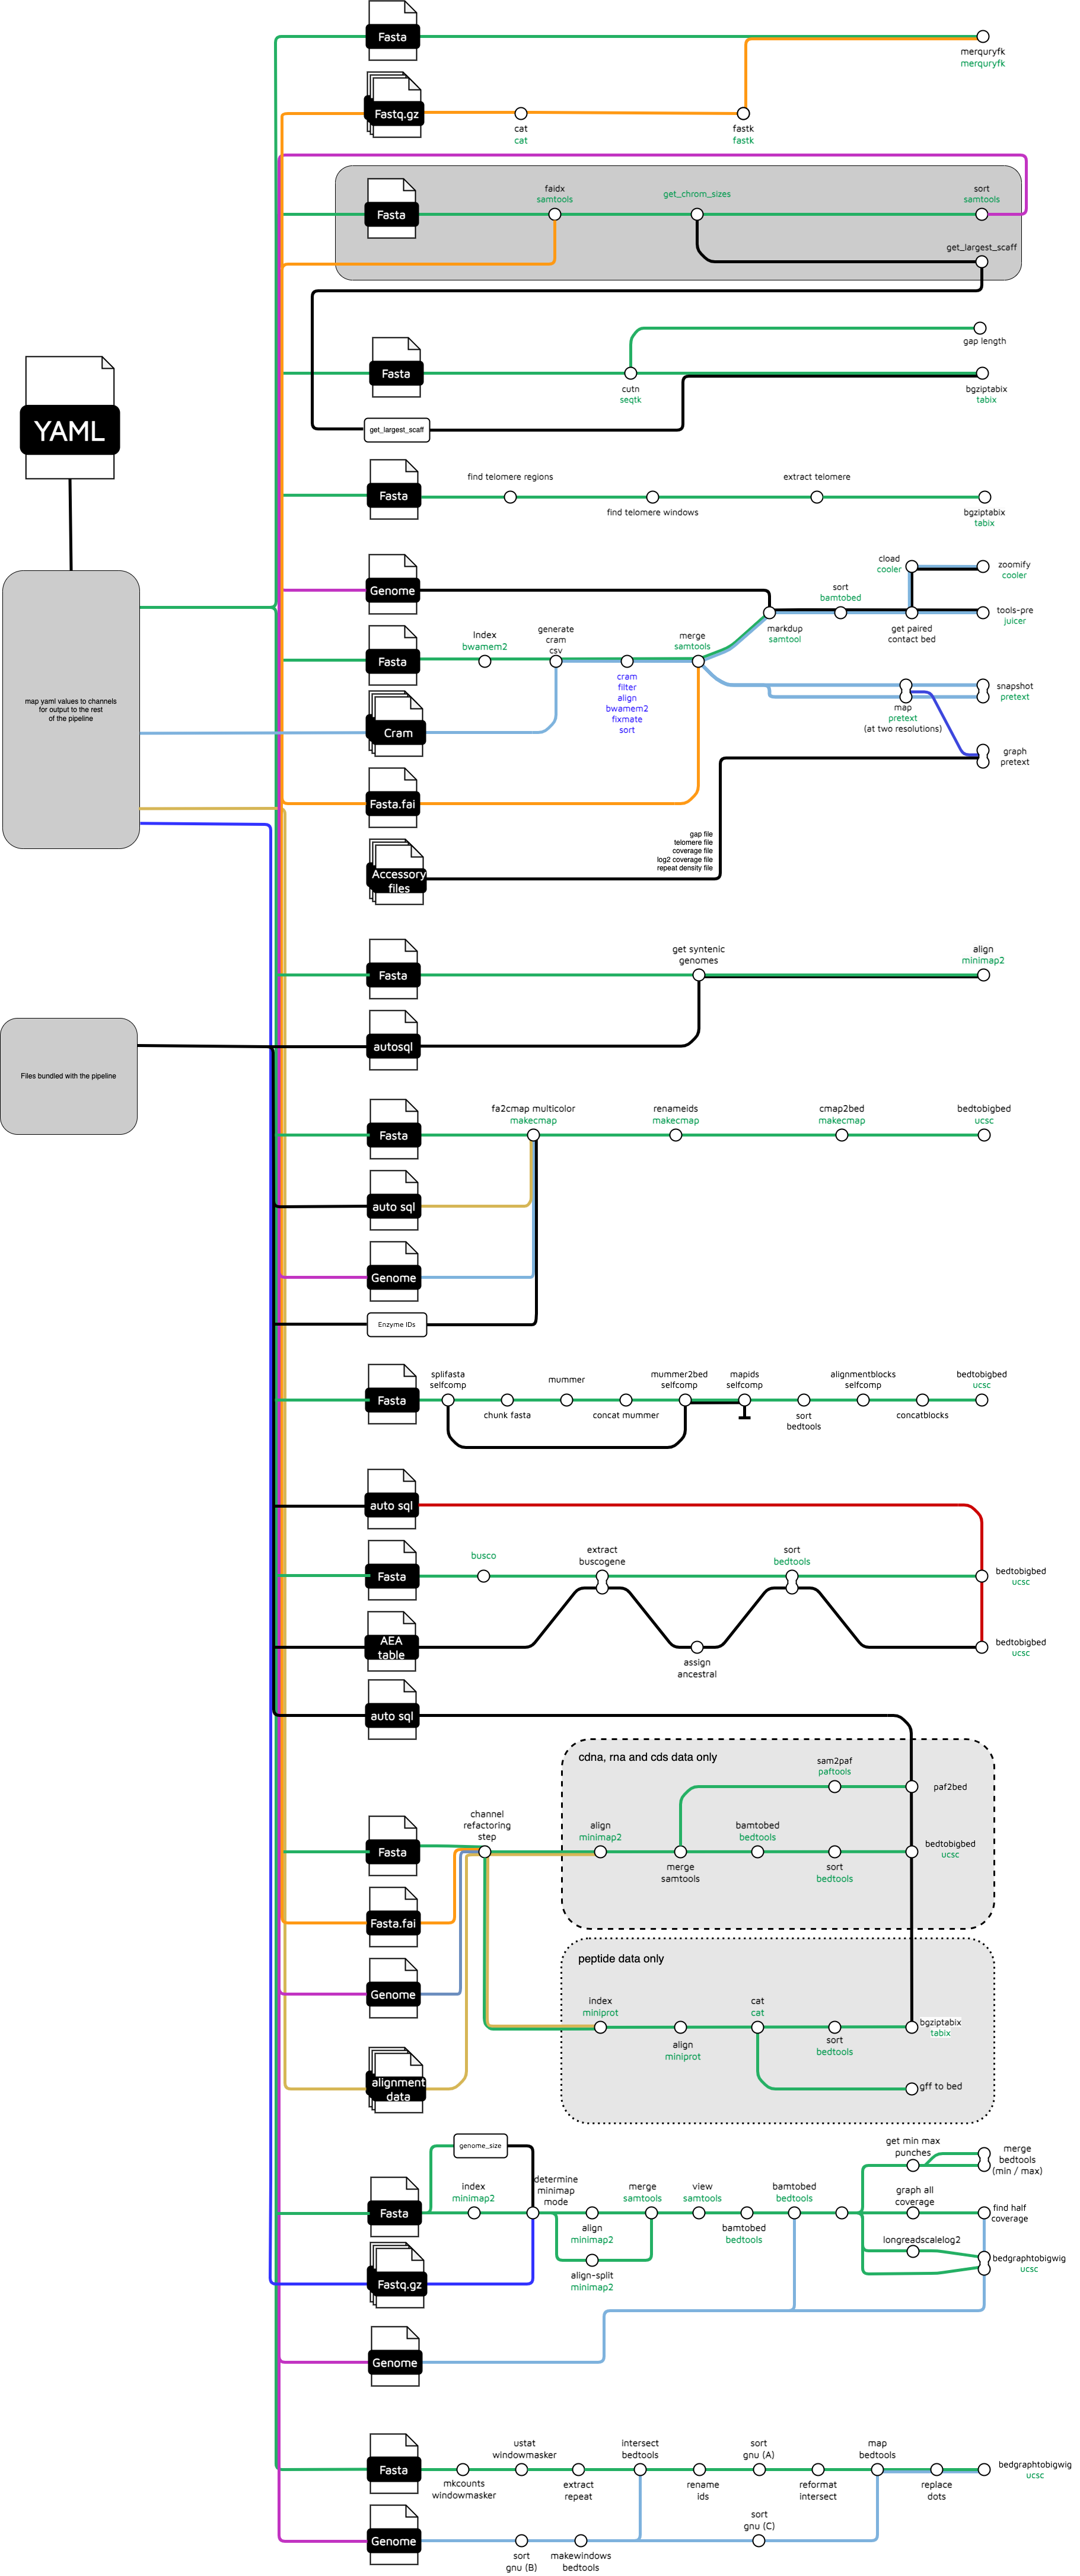 Fasta
merquryfk
merquryfk
Fastq.gz
cat
cat
fastk
fastk
Fasta
faidx
samtools
get_chrom_sizes
sort
samtools
get_largest_scaff
gap length
Fasta
cutn
seqtk
bgziptabix
tabix
get_largest_scaff
YAML
Fasta
find telomere regions
find telomere windows
extract telomere
bgziptabix
tabix
map yaml values to channels
for output to the rest
of the pipeline
Genome
cload
cooler
zoomify
cooler
sort
bamtobed
markdup
samtool
get paired
contact bed
tools-pre
juicer
Fasta
Index
bwamem2
generate
cram
csv
cram
filter
align
bwamem2
fixmate
sort
merge
samtools
map
pretext
(at two resolutions)
snapshot
pretext
Cram
graph
pretext
Fasta.fai
gap file
telomere file
coverage file
log2 coverage file
repeat density file
Accessory
files
Fasta
get syntenic
genomes
align
minimap2
autosql
Files bundled with the pipeline
Fasta
fa2cmap multicolor
makecmap
renameids
makecmap
cmap2bed
makecmap
bedtobigbed
ucsc
auto sql
Genome
Enzyme IDs
Fasta
splifasta
selfcomp
chunk fasta
mummer
concat mummer
mummer2bed
selfcomp
mapids
selfcomp
sort
bedtools
alignmentblocks
selfcomp
concatblocks
bedtobigbed
ucsc
auto sql
Fasta
busco
extract
buscogene
sort
bedtools
bedtobigbed
ucsc
AEA
table
assign
ancestral
bedtobigbed
ucsc
auto sql
cdna, rna and cds data only
sam2paf
paftools
paf2bed
Fasta
channel
refactoring
step
align
minimap2
merge
samtools
bamtobed
bedtools
sort
bedtools
bedtobigbed
ucsc
Fasta.fai
peptide data only
Genome
index
miniprot
align
miniprot
cat
cat
sort
bedtools
bgziptabix
tabix
gff to bed
alignment
data
genome_size
get min max
punches
merge
bedtools
(min / max)
Fasta
index
minimap2
determine
minimap
mode
align
minimap2
merge
samtools
view
samtools
bamtobed
bedtools
bamtobed
bedtools
graph all
coverage
find half
coverage
align-split
minimap2
longreadscalelog2
bedgraphtobigwig
ucsc
Fastq.gz
Genome
Fasta
mkcounts
windowmasker
ustat
windowmasker
extract
repeat
intersect
bedtools
rename
ids
sort
gnu (A)
reformat
intersect
map
bedtools
replace
dots
bedgraphtobigwig
ucsc
Genome
sort
gnu (B)
makewindows
bedtools
sort
gnu (C)